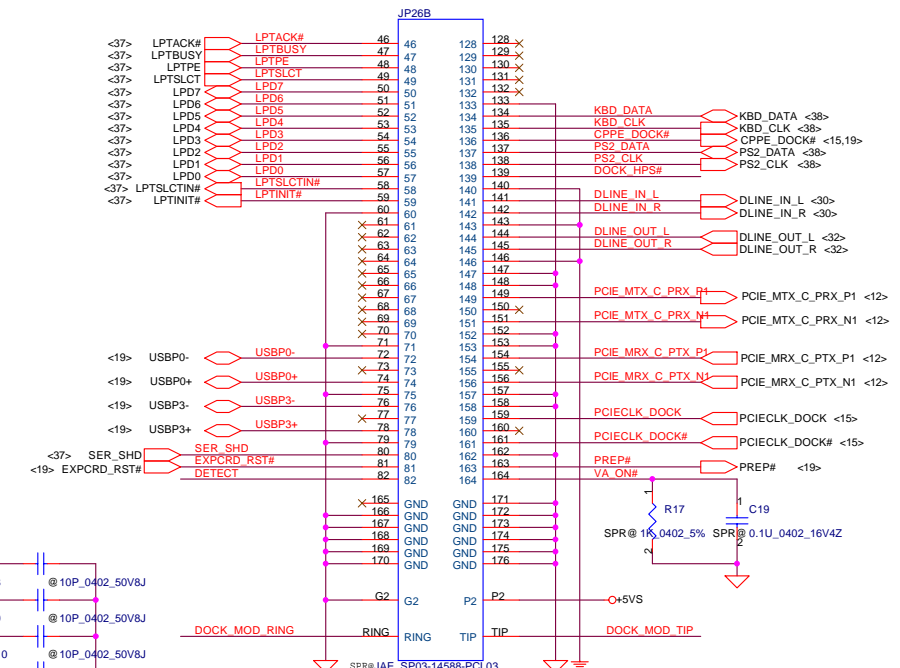 JP26B
<37> LPTACK# LPTACK# 46 46 128 128
<37> LPTBUSY LPTBUSY 47 47 129 129
<37> LPTPE LPTPE 48 48 130 130
<37> LPTSLCT LPTSLCT 49 49 131 131
<37> LPD7 LPD7 50 50 132 132
<37> LPD6 LPD6 51 51 133 133
<37> LPD5 LPD5 52 52 134 134 KBD_DATA KBD_DATA <38>
<37> LPD4 LPD4 53 53 135 135 KBD_CLK KBD_CLK <38>
<37> LPD3 LPD3 54 54 136 136 CPPE_DOCK# CPPE_DOCK# <15,19>
<37> LPD2 LPD2 55 55 137 137 PS2_DATA PS2_DATA <38>
<37> LPD1 LPD1 56 56 138 138 PS2_CLK PS2_CLK <38>
<37> LPD0 LPD0 57 57 139 139 DOCK_HPS#
<37> LPTSLCTIN# LPTSLCTIN# 58 58 140 140
<37> LPTINIT# LPTINIT# 59 59 141 141 DLINE_IN_L DLINE_IN_L <30>
60 60 142 142 DLINE_IN_R DLINE_IN_R <30>
61 61 143 143
62 62 144 144 DLINE_OUT_L DLINE_OUT_L <32>
63 63 145 145 DLINE_OUT_R DLINE_OUT_R <32>
64 64 146 146
65 65 147 147
66 66 148 148
67 67 149 149 PCIE_MTX_C_PRX_P1 PCIE_MTX_C_PRX_P1 <12>
68 68 150 150
69 69 151 151 PCIE_MTX_C_PRX_N1 PCIE_MTX_C_PRX_N1 <12>
70 70 152 152
71 71 153 153
<19> USBP0- USBP0- 72 72 154 154 PCIE_MRX_C_PTX_P1 PCIE_MRX_C_PTX_P1 <12>
73 73 155 155
<19> USBP0+ USBP0+ 74 74 156 156 PCIE_MRX_C_PTX_N1 PCIE_MRX_C_PTX_N1 <12>
75 75 157 157
<19> USBP3- USBP3- 76 76 158 158
77 77 159 159 PCIECLK_DOCK PCIECLK_DOCK <15>
<19> USBP3+ USBP3+ 78 78 160 160
79 79 161 161 PCIECLK_DOCK# PCIECLK_DOCK# <15>
<37> SER_SHD SER_SHD 80 80 162 162
<19> EXPCRD_RST# EXPCRD_RST# 81 81 163 163 PREP# PREP# <19>
DETECT 82 82 164 164 VA_ON#
165 GND GND 171
166 GND GND 172
167 GND GND 173
168 GND GND 174
169 GND GND 175
170 GND GND 176
1 R17 1 C19
SPR@ 1K_0402_5% SPR@ 0.1U_0402_16V4Z
2 2
G2 G2 P2 P2 +5VS
DOCK_MOD_RING RING RING TIP TIP DOCK_MOD_TIP
SPR@ JAE_SP03-14588-PCL03
@10P_0402_50V8J
@10P_0402_50V8J
@10P_0402_50V8J